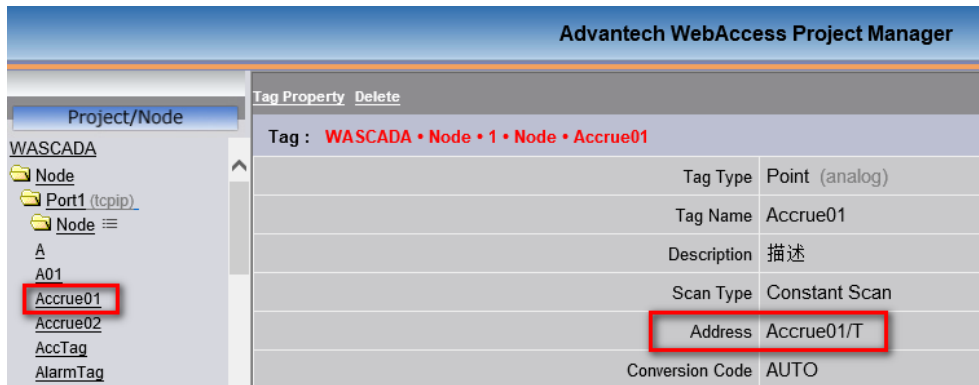 Advantech WebAccess Project Manager
Project/Node
WASCADA
Node
Port1 (tcpip)
Node
A
A01
Accrue01
Accrue02
AccTag
AlarmTag
Tag Property Delete
Tag : WASCADA • Node • 1 • Node • Accrue01
Tag Type Point (analog)
Tag Name Accrue01
Description 描述
Scan Type Constant Scan
Address Accrue01/T
Conversion Code AUTO